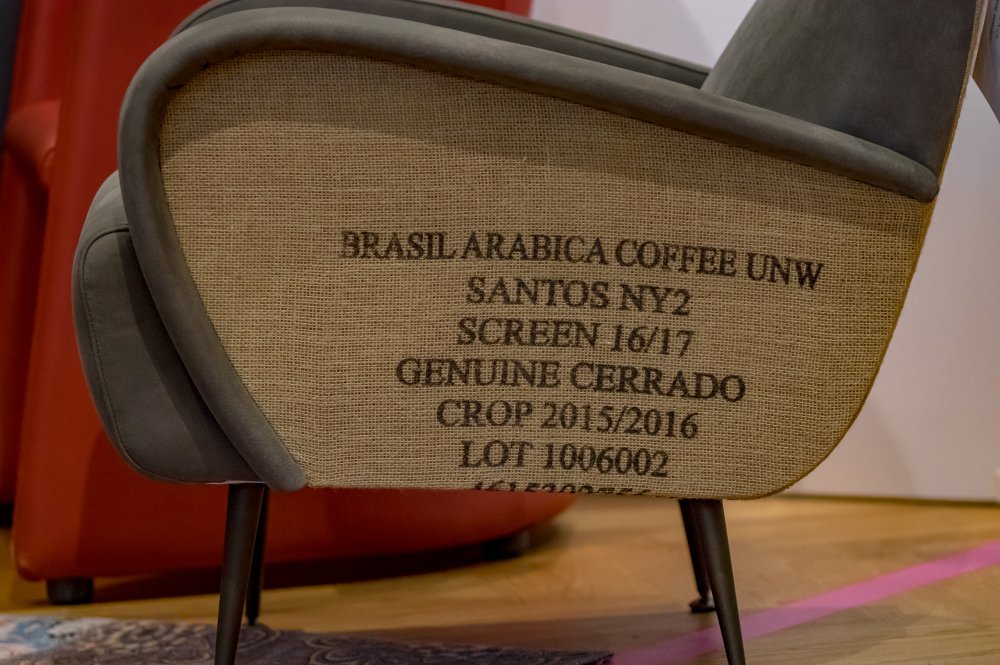 BRASIL ARABICA COFFEE UNW
SANTOS NY2
SCREEN 16/17
GENUINE CERRADO
CROP 2015/2016
LOT 1006002